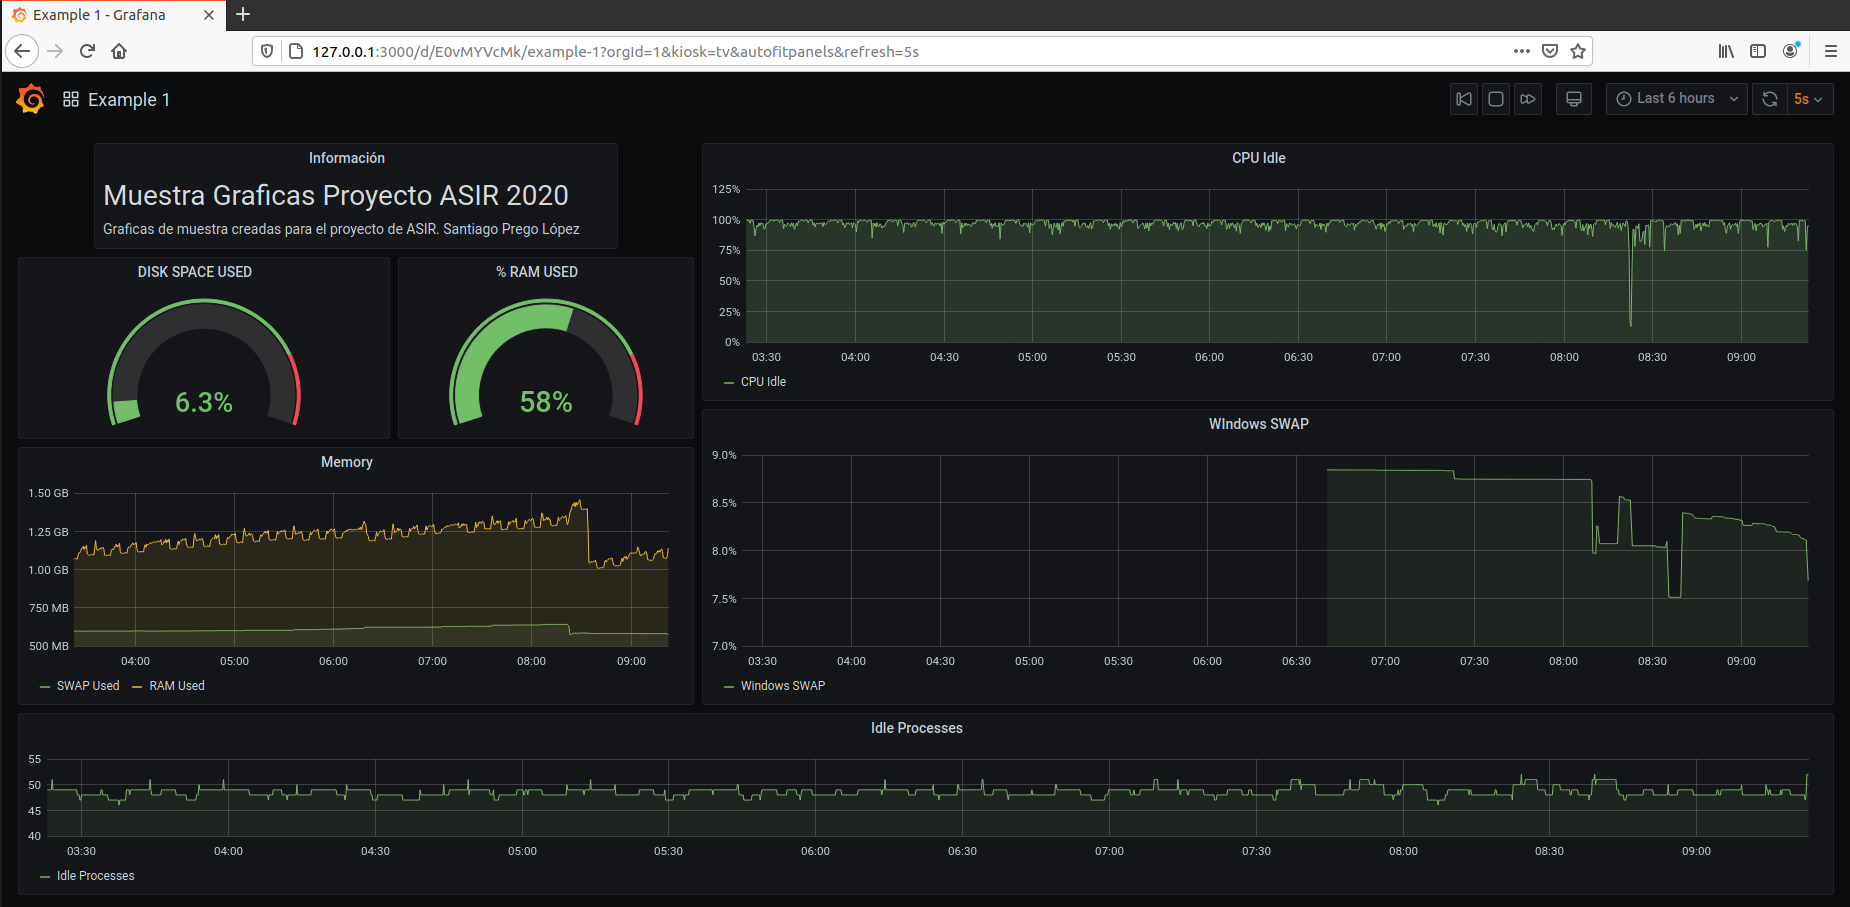 Example 1 - Grafana
127.0.0.1:3000/d/E0vMYVcMk/example-1?orgId=1&kiosk=tv&autofitpanels&refresh=5s
Example 1
Last 6 hours
5s
Información
Muestra Graficas Proyecto ASIR 2020
Graficas de muestra creadas para el proyecto de ASIR. Santiago Prego López
DISK SPACE USED
6.3%
% RAM USED
58%
Memory
1.50 GB
1.25 GB
1.00 GB
750 MB
500 MB
04:00 05:00 06:00 07:00 08:00 09:00
SWAP Used RAM Used
CPU Idle
125%
100%
75%
50%
25%
0%
03:30 04:00 04:30 05:00 05:30 06:00 06:30 07:00 07:30 08:00 08:30 09:00
CPU Idle
WIndows SWAP
9.0%
8.5%
8.0%
7.5%
7.0%
03:30 04:00 04:30 05:00 05:30 06:00 06:30 07:00 07:30 08:00 08:30 09:00
Windows SWAP
Idle Processes
55
50
45
40
03:30 04:00 04:30 05:00 05:30 06:00 06:30 07:00 07:30 08:00 08:30 09:00
Idle Processes